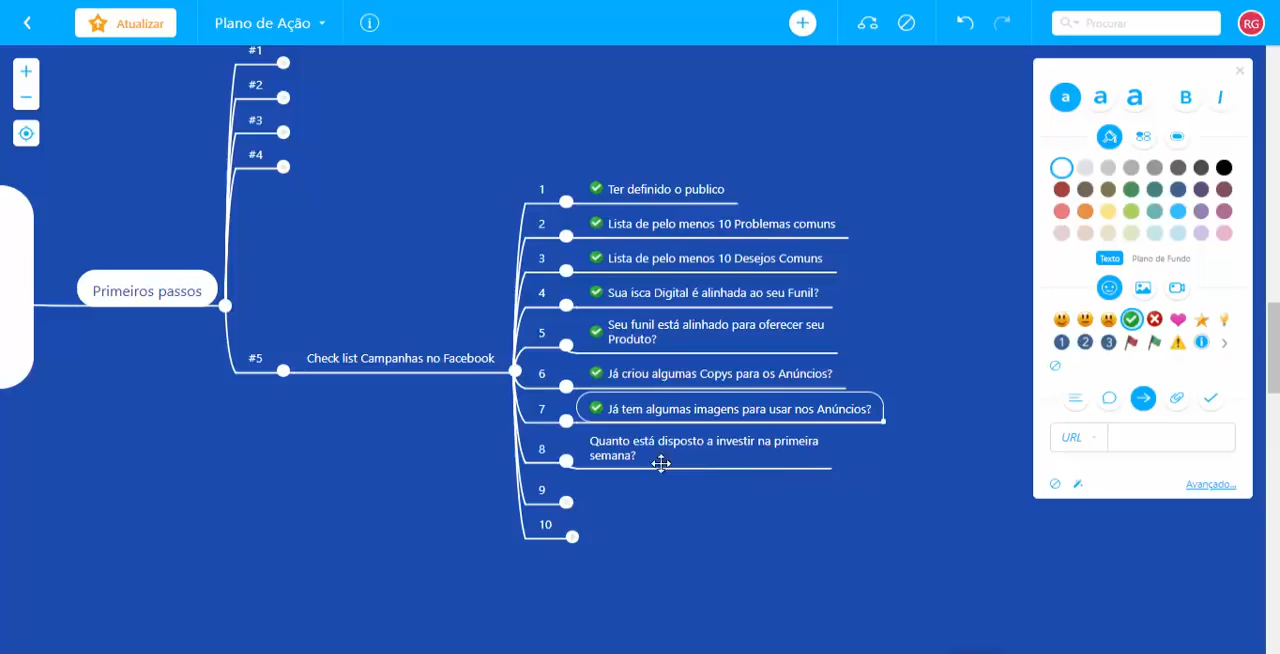 Atualizar
Plano de Ação
Procurar
RG
#1
#2
#3
#4
Primeiros passos
#5
Check list Campanhas no Facebook
1
Ter definido o publico
2
Lista de pelo menos 10 Problemas comuns
3
Lista de pelo menos 10 Desejos Comuns
4
Sua isca Digital é alinhada ao seu Funil?
5
Seu funil está alinhado para oferecer seu
Produto?
6
Já criou algumas Copys para os Anúncios?
7
Já tem algumas imagens para usar nos Anúncios?
8
Quanto está disposto a investir na primeira
semana?
9
10
a a a B I
Texto
Plano de Fundo
1 2 3
URL
Avançado...